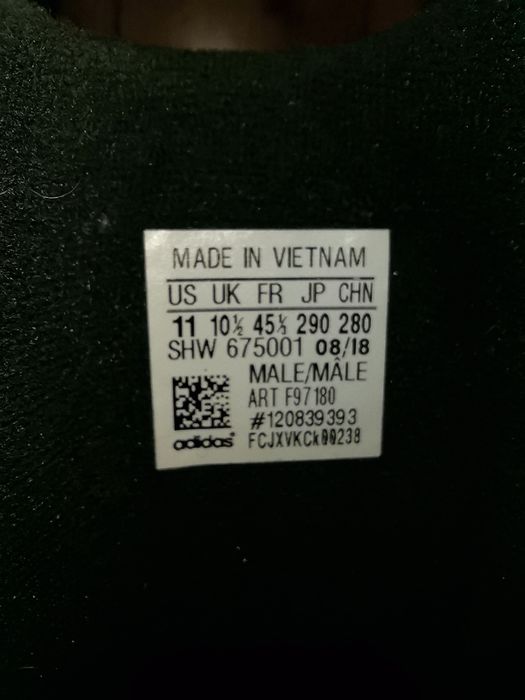 MADE IN VIETNAM
US UK FR JP CHN
11 10½ 45⅓ 290 280
SHW 675001 08/18
MALE/MÂLE
ART F97180
#120839393
adidas FCJXVKCk00238